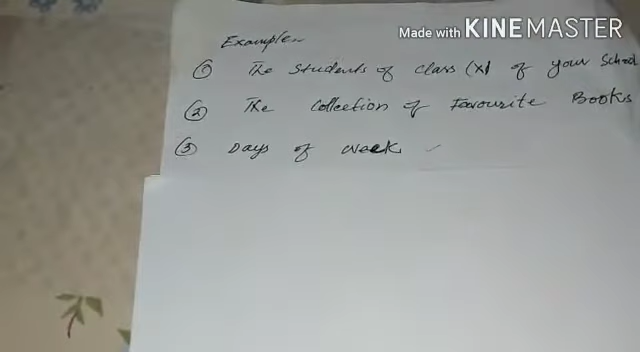 Made with KINEMASTER
Example
① The Students of class (X) of your School
② The Collection of Favourite Books
③ Days of week